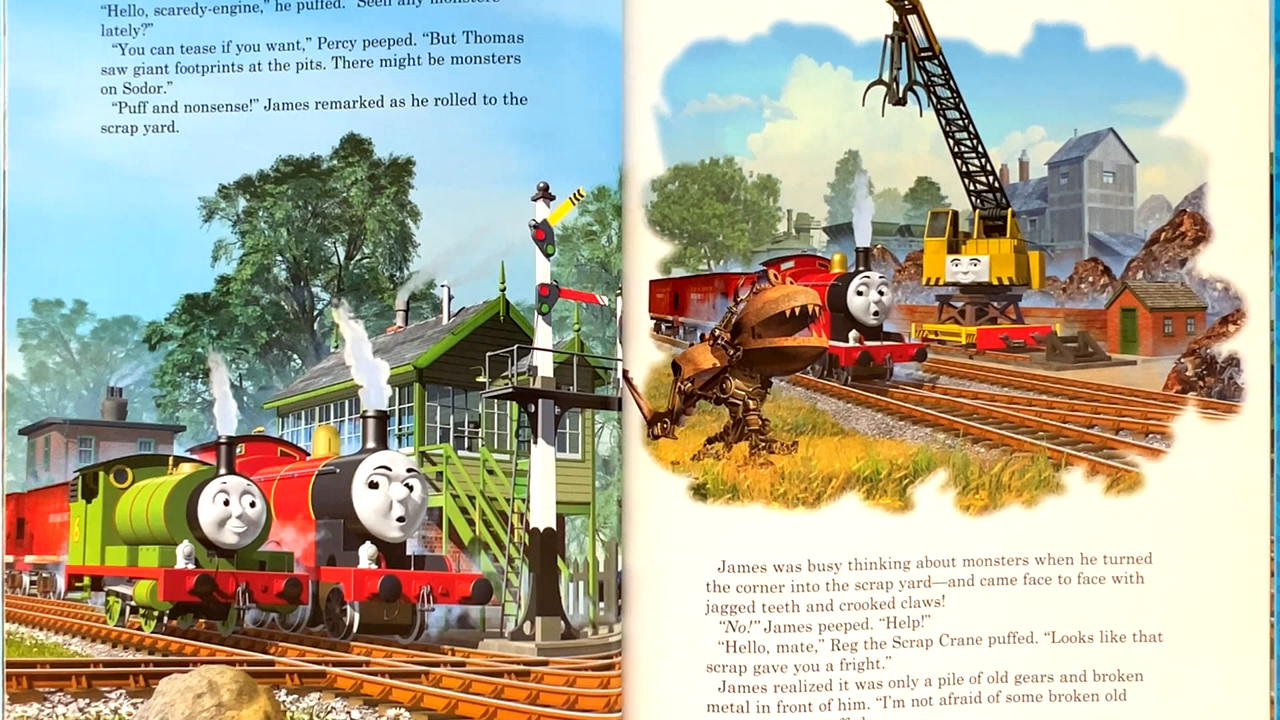 “Hello, scaredy-engine,” he puffed. “Seen any monsters
lately?”
“You can tease if you want,” Percy peeped. “But Thomas
saw giant footprints at the pits. There might be monsters
on Sodor.”
“Puff and nonsense!” James remarked as he rolled to the
scrap yard.
6
James was busy thinking about monsters when he turned
the corner into the scrap yard—and came face to face with
jagged teeth and crooked claws!
“No!” James peeped. “Help!”
“Hello, mate,” Reg the Scrap Crane puffed. “Looks like that
scrap gave you a fright.”
James realized it was only a pile of old gears and broken
metal in front of him. “I’m not afraid of some broken old